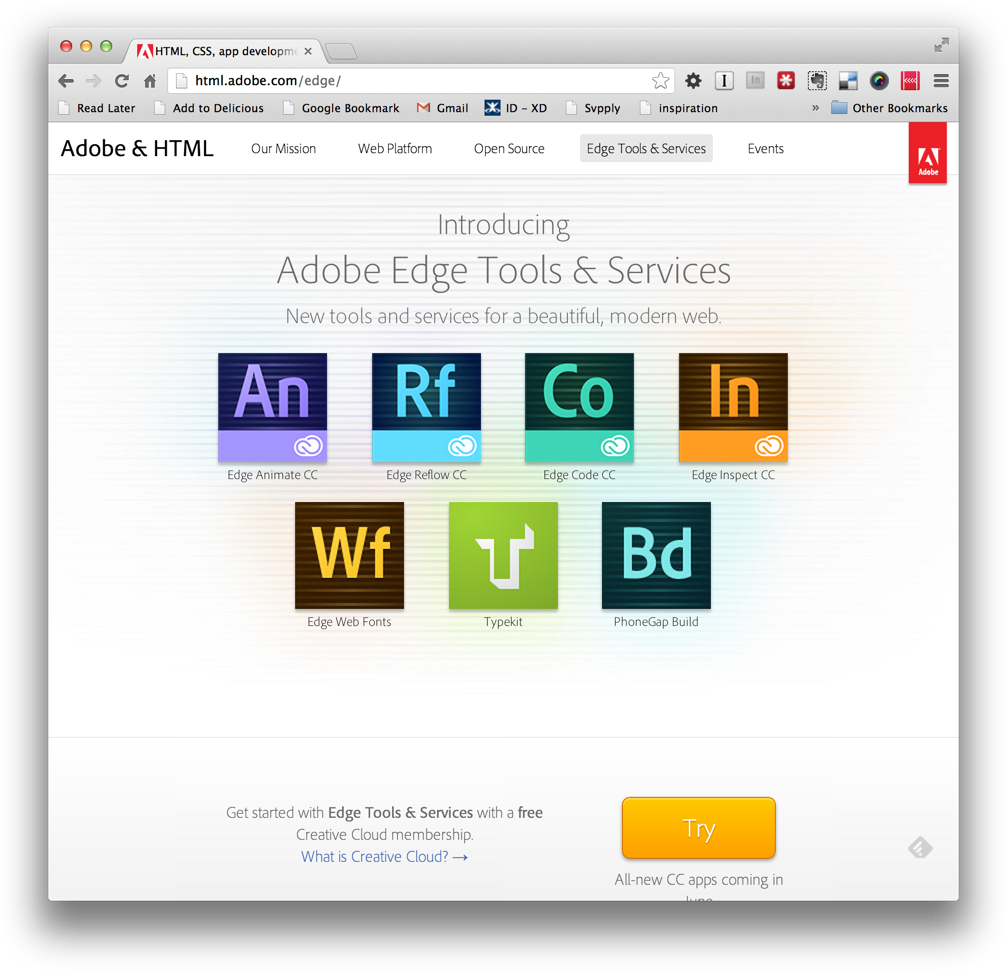 HTML, CSS, app developme
html.adobe.com/edge/
Read Later Add to Delicious Google Bookmark Gmail ID – XD Svpply inspiration » Other Bookmarks
Adobe & HTML Our Mission Web Platform Open Source Edge Tools & Services Events
Adobe
Introducing
Adobe Edge Tools & Services
New tools and services for a beautiful, modern web.
An Rf Co In
Edge Animate CC Edge Reflow CC Edge Code CC Edge Inspect CC
Wf T Bd
Edge Web Fonts Typekit PhoneGap Build
Get started with Edge Tools & Services with a free
Creative Cloud membership.
What is Creative Cloud? →
Try
All-new CC apps coming in
June